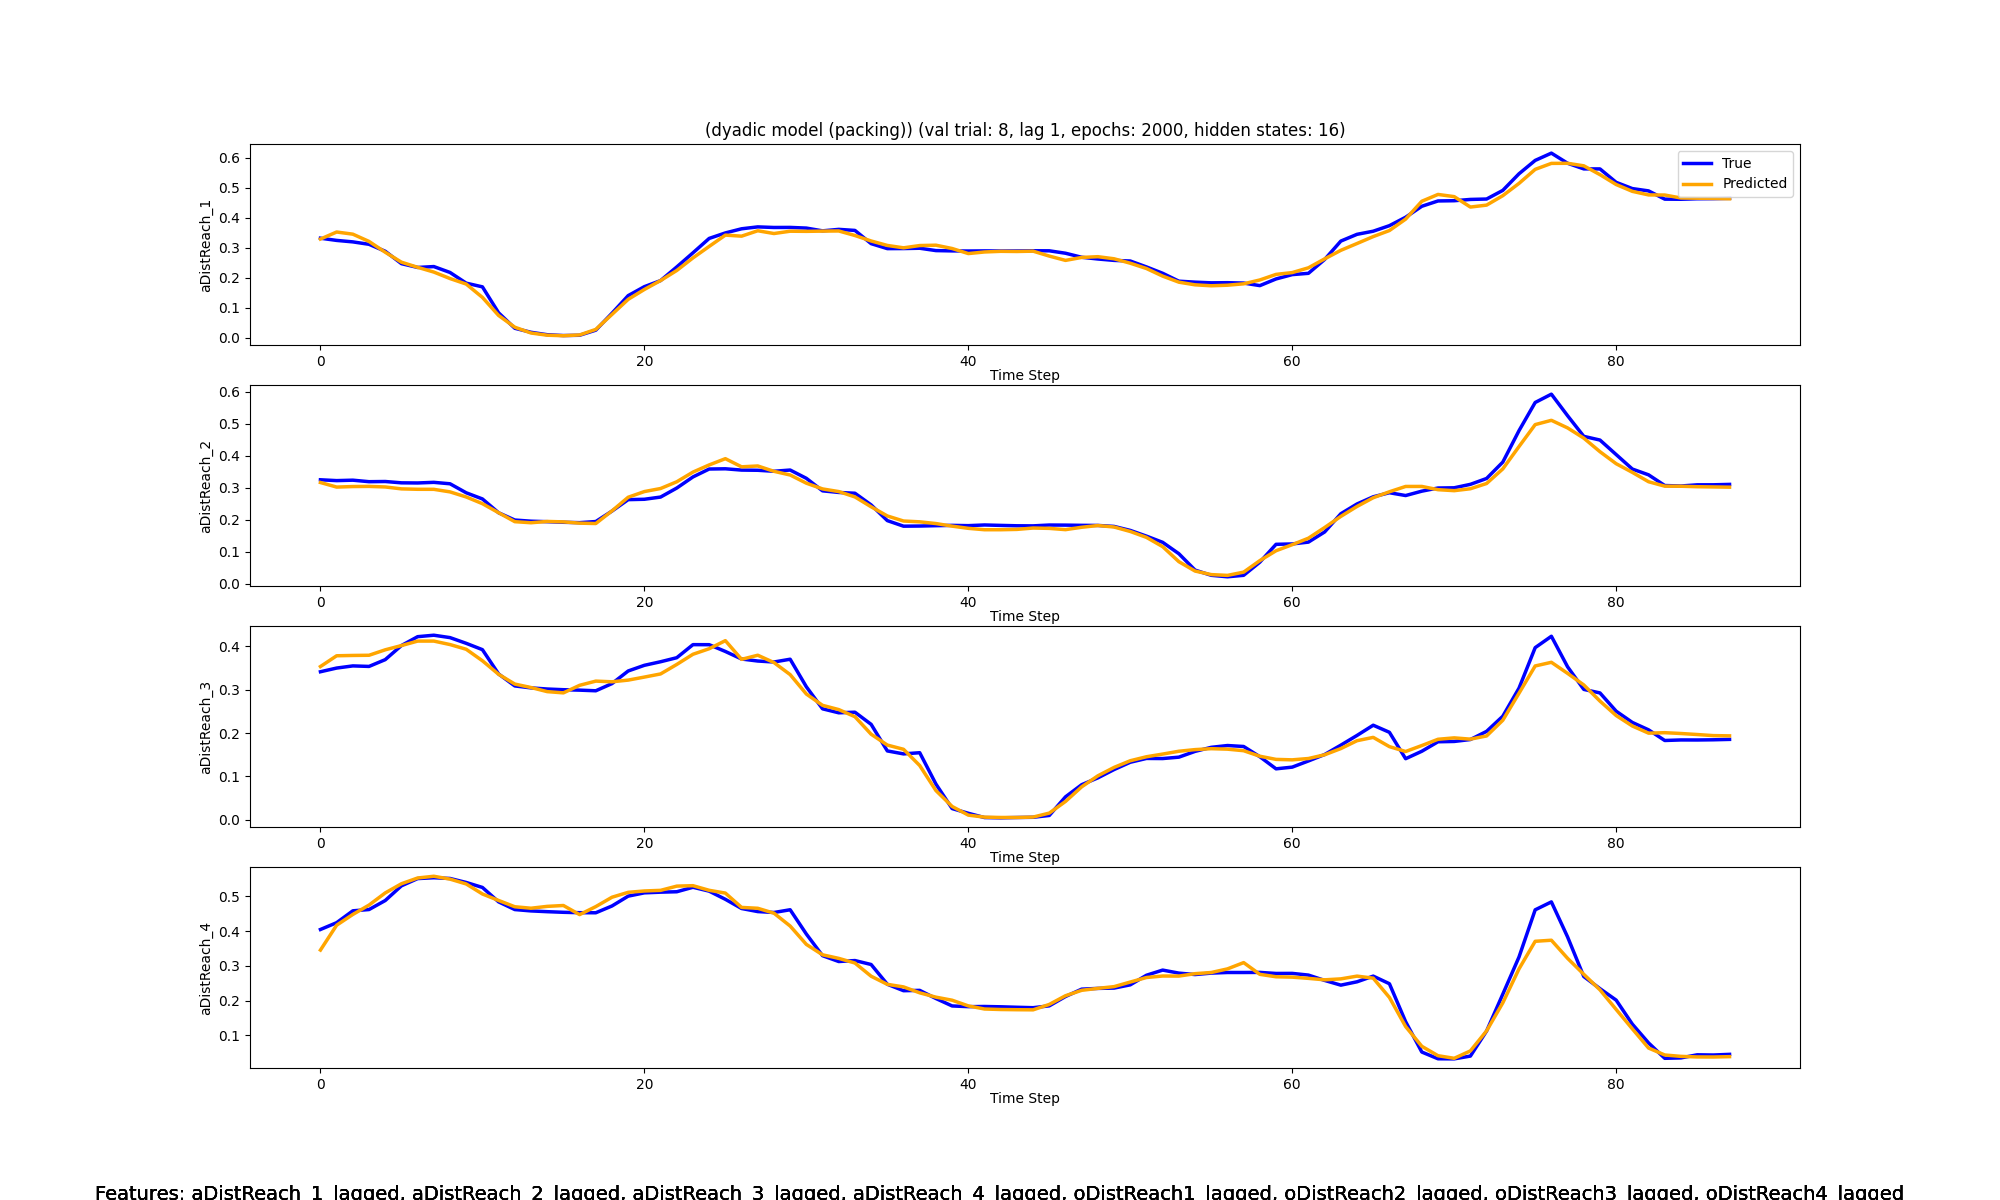 (dyadic model (packing)) (val trial: 8, lag 1, epochs: 2000, hidden states: 16)
True
Predicted
aDistReach_1
0.6
0.5
0.4
0.3
0.2
0.1
0.0
0 20 40 60 80
Time Step
aDistReach_2
0.6
0.5
0.4
0.3
0.2
0.1
0.0
0 20 40 60 80
Time Step
aDistReach_3
0.4
0.3
0.2
0.1
0.0
0 20 40 60 80
Time Step
aDistReach_4
0.5
0.4
0.3
0.2
0.1
0 20 40 60 80
Time Step
Features: aDistReach_1_lagged, aDistReach_2_lagged, aDistReach_3_lagged, aDistReach_4_lagged, oDistReach1_lagged, oDistReach2_lagged, oDistReach3_lagged, oDistReach4_lagged